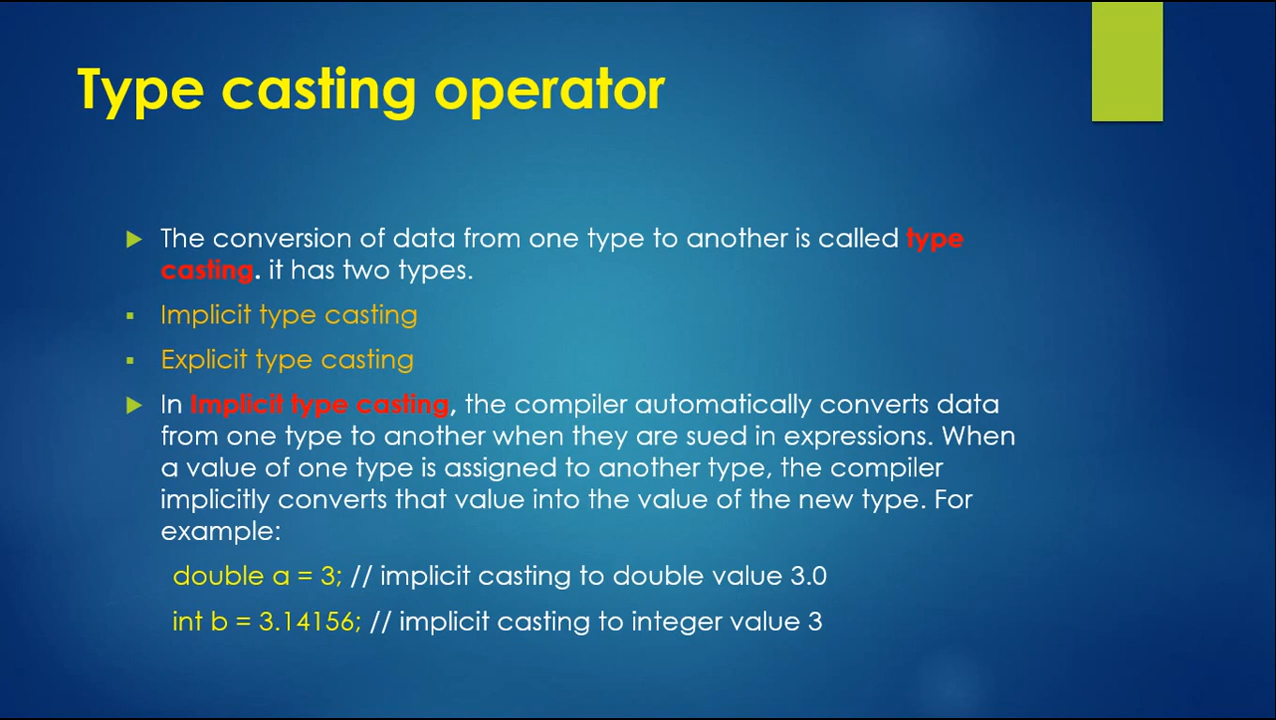 Type casting operator
The conversion of data from one type to another is called type
casting. it has two types.
Implicit type casting
Explicit type casting
In Implicit type casting, the compiler automatically converts data
from one type to another when they are sued in expressions. When
a value of one type is assigned to another type, the compiler
implicitly converts that value into the value of the new type. For
example:
double a = 3; // implicit casting to double value 3.0
int b = 3.14156; // implicit casting to integer value 3